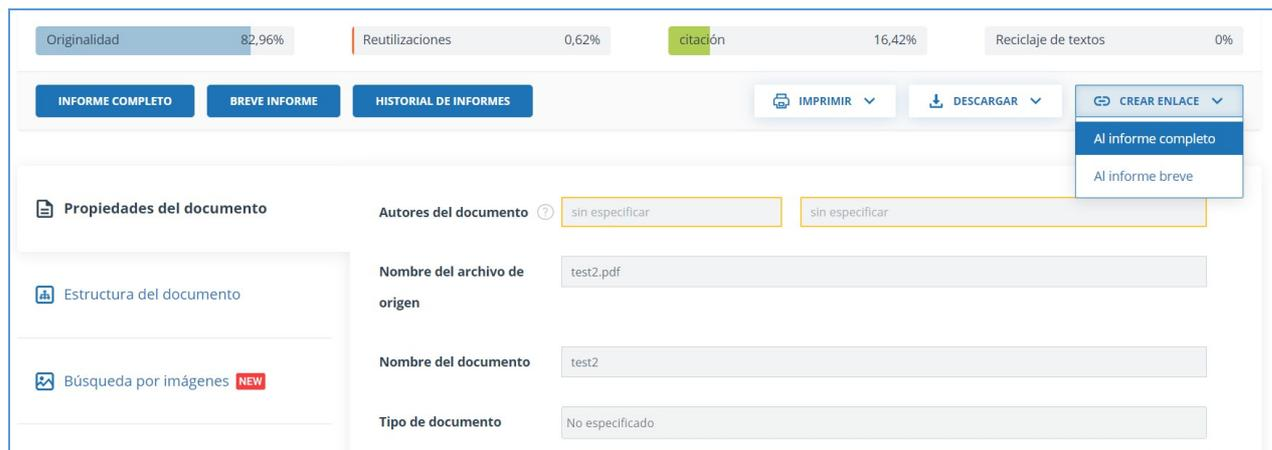 Originalidad 82,96% Reutilizaciones 0,62% citación 16,42% Reciclaje de textos 0%
INFORME COMPLETO BREVE INFORME HISTORIAL DE INFORMES IMPRIMIR DESCARGAR CREAR ENLACE
Al informe completo
Al informe breve
Propiedades del documento
Estructura del documento
Búsqueda por imágenes NEW
Autores del documento ? sin especificar sin especificar
Nombre del archivo de
origen
test2.pdf
Nombre del documento test2
Tipo de documento No especificado